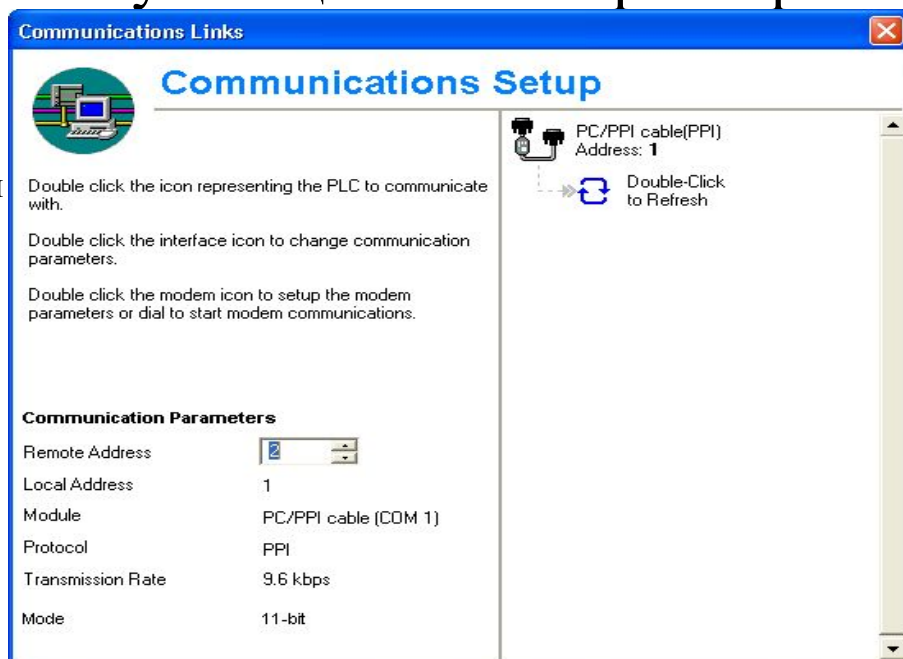 Communications Links
Communications Setup
Double click the icon representing the PLC to communicate
with.
Double click the interface icon to change communication
parameters.
Double click the modem icon to setup the modem
parameters or dial to start modem communications.
Communication Parameters
Remote Address 2
Local Address 1
Module PC/PPI cable (COM 1)
Protocol PPI
Transmission Rate 9.6 kbps
Mode 11-bit
PC/PPI cable(PPI)
Address: 1
Double-Click
to Refresh